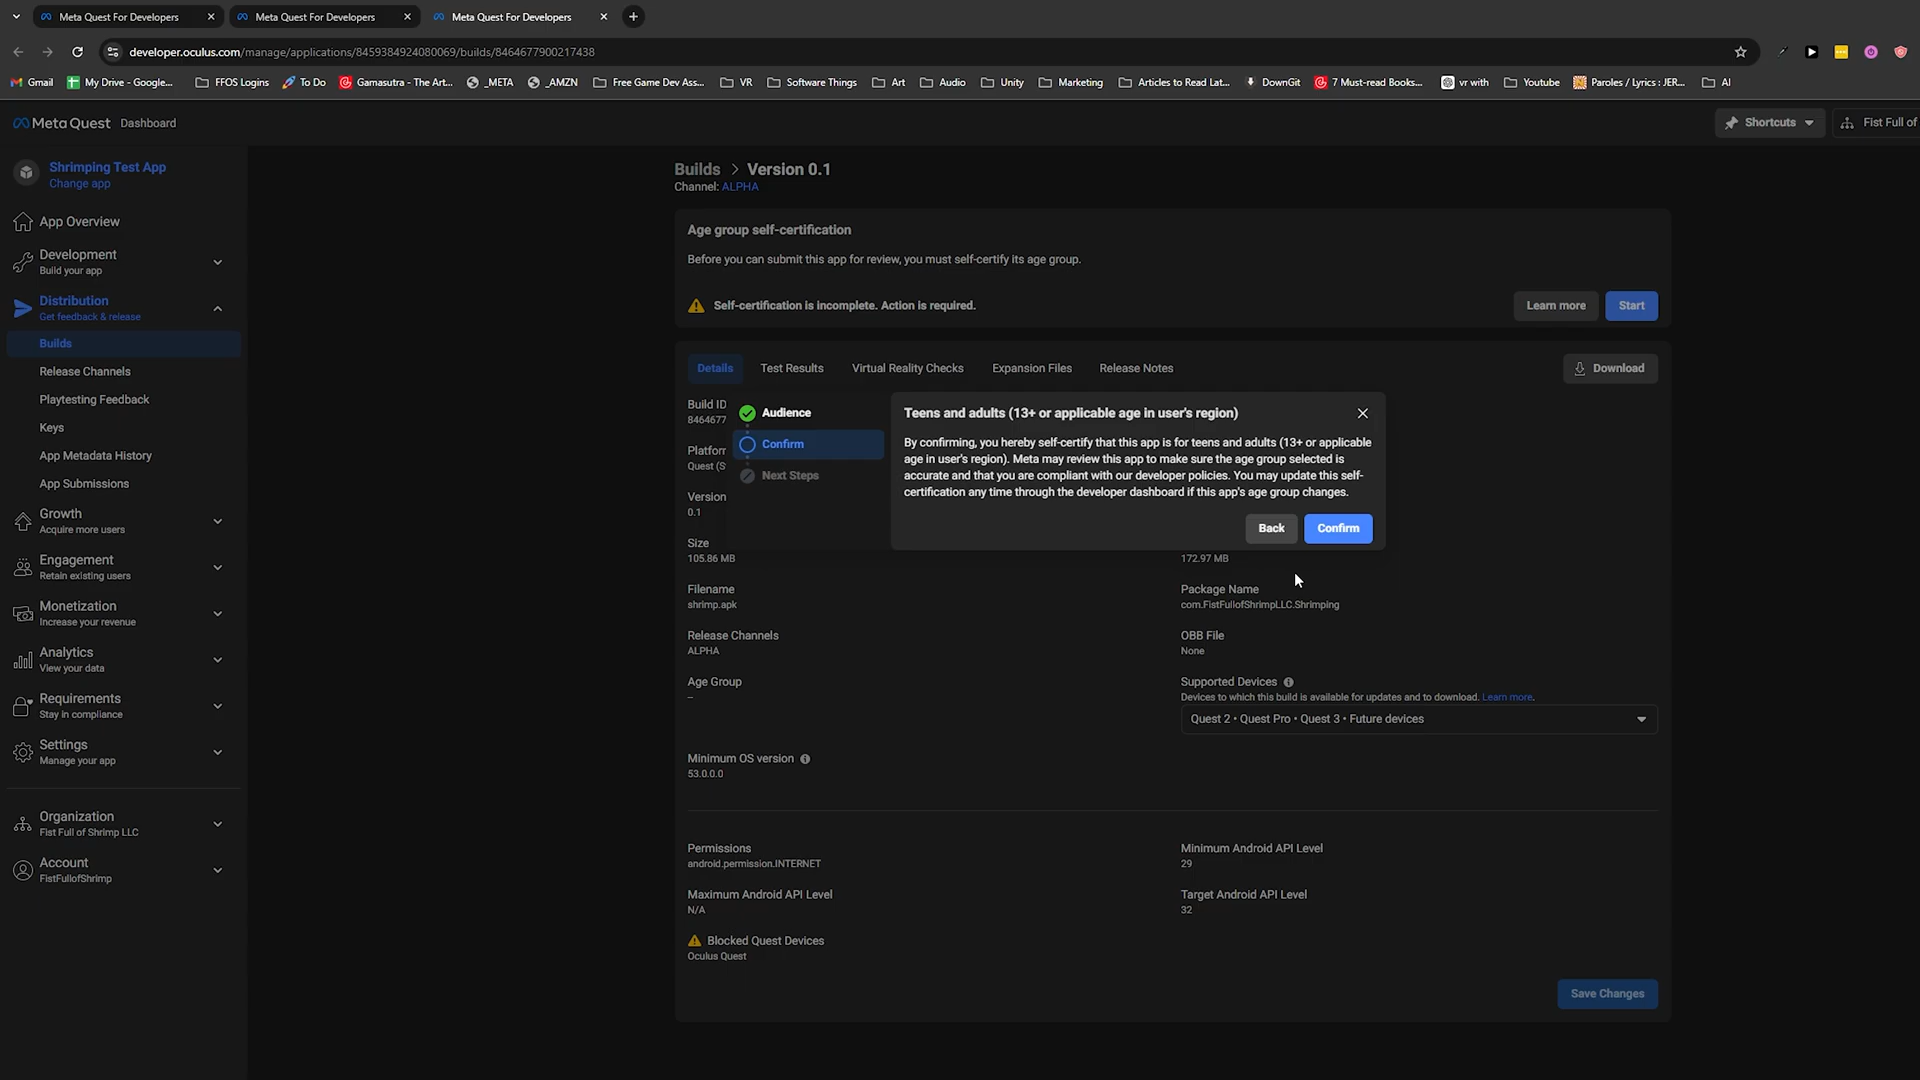 Meta Quest For Developers
Meta Quest For Developers
Meta Quest For Developers
developer.oculus.com/manage/applications/8459384924080069/builds/8464677900217438
Gmail
My Drive - Google...
FFOS Logins
To Do
Gamasutra - The Art...
_META
_AMZN
Free Game Dev Ass...
VR
Software Things
Art
Audio
Unity
Marketing
Articles to Read Lat...
DownGit
7 Must-read Books...
vr with
Youtube
Paroles / Lyrics : JER...
AI
Meta Quest Dashboard
Shortcuts
Fist Full of
Shrimping Test App
Change app
App Overview
Development
Build your app
Distribution
Get feedback & release
Builds
Release Channels
Playtesting Feedback
Keys
App Metadata History
App Submissions
Growth
Acquire more users
Engagement
Retain existing users
Monetization
Increase your revenue
Analytics
View your data
Requirements
Stay in compliance
Settings
Manage your app
Organization
Fist Full of Shrimp LLC
Account
FistFullofShrimp
Builds > Version 0.1
Channel: ALPHA
Age group self-certification
Before you can submit this app for review, you must self-certify its age group.
Self-certification is incomplete. Action is required.
Learn more
Start
Details
Test Results
Virtual Reality Checks
Expansion Files
Release Notes
Download
Build ID
8464677
Platform
Quest (S
Version
0.1
Audience
Confirm
Next Steps
Teens and adults (13+ or applicable age in user's region)
By confirming, you hereby self-certify that this app is for teens and adults (13+ or applicable
age in user's region). Meta may review this app to make sure the age group selected is
accurate and that you are compliant with our developer policies. You may update this self-
certification any time through the developer dashboard if this app's age group changes.
Back
Confirm
Size
105.86 MB
172.97 MB
Filename
shrimp.apk
Package Name
com.FistFullofShrimpLLC.Shrimping
Release Channels
ALPHA
OBB File
None
Age Group
–
Supported Devices
Devices to which this build is available for updates and to download. Learn more.
Quest 2 • Quest Pro • Quest 3 • Future devices
Minimum OS version
53.0.0.0
Permissions
android.permission.INTERNET
Minimum Android API Level
29
Maximum Android API Level
N/A
Target Android API Level
32
Blocked Quest Devices
Oculus Quest
Save Changes